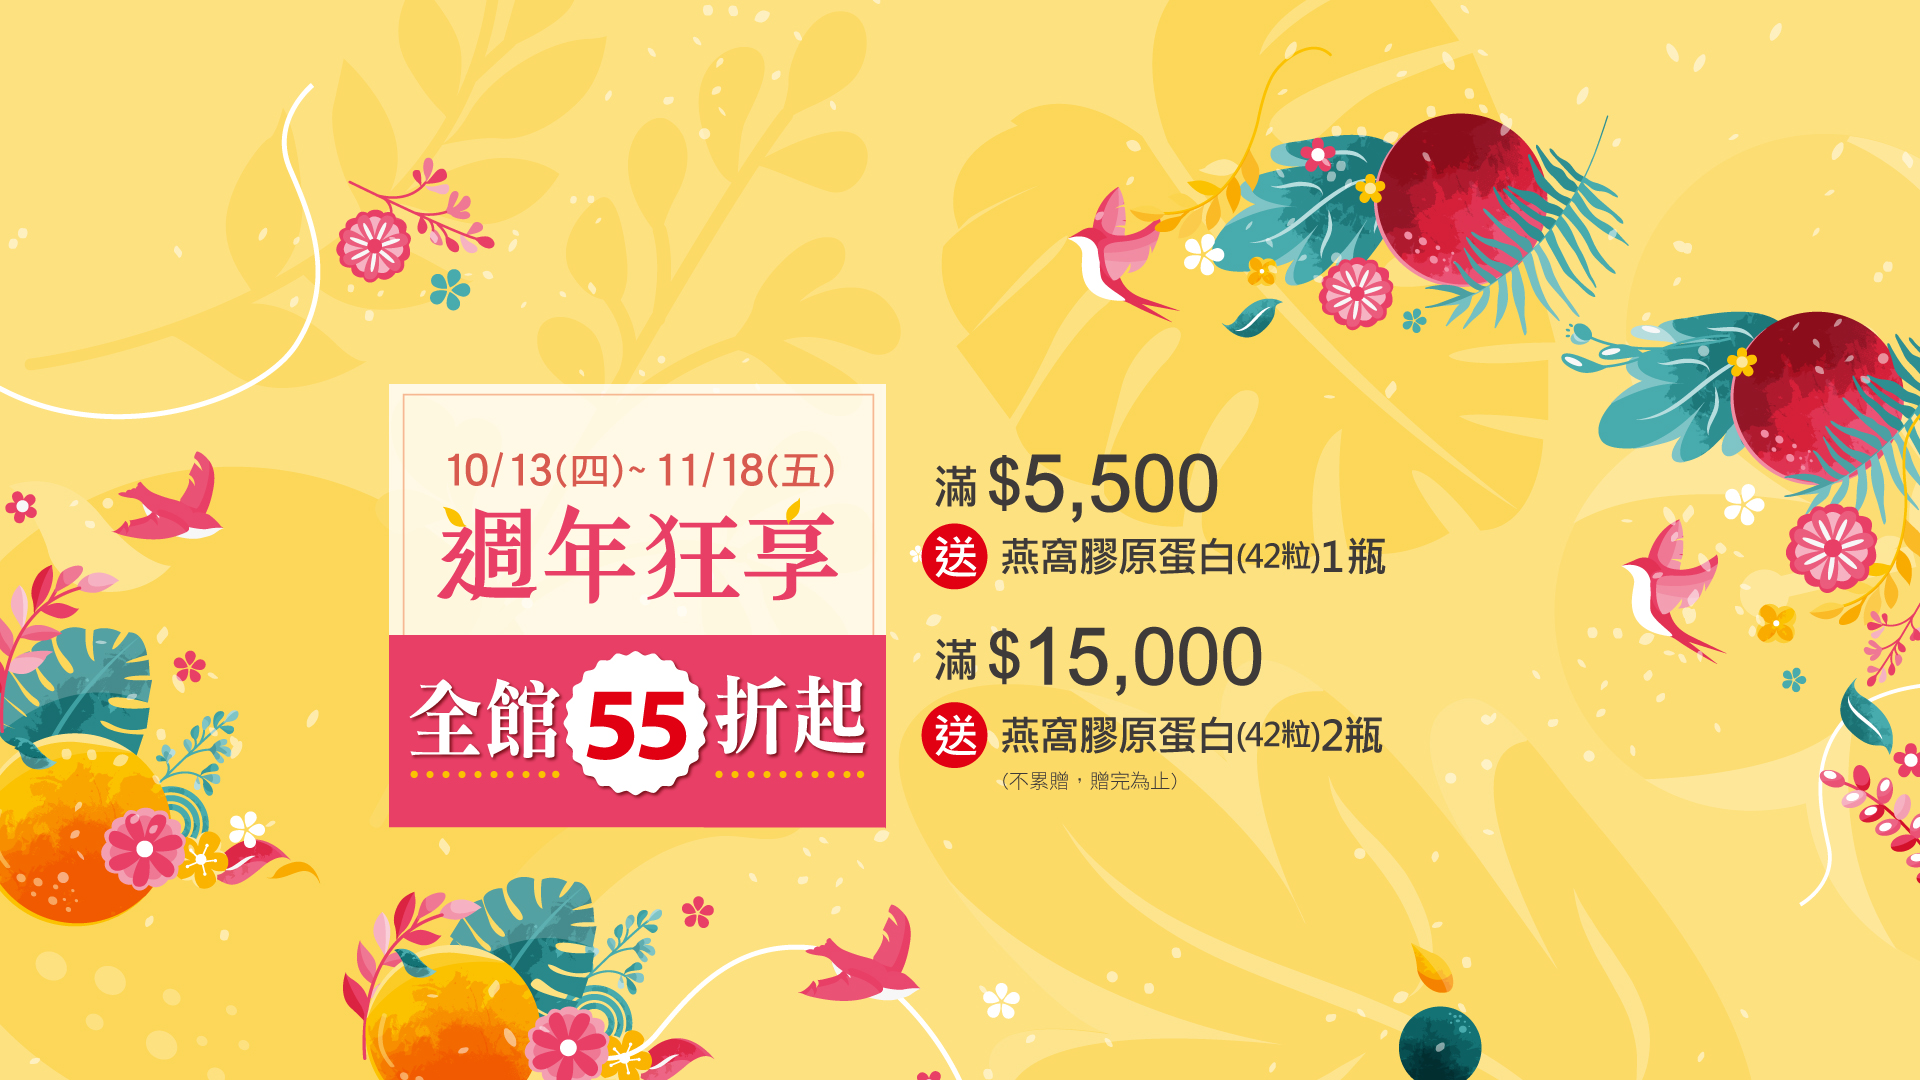 10/13(四)~11/18(五)
週年狂享
全館55折起
滿$5,500
送 燕窩膠原蛋白(42粒)1瓶
滿$15,000
送 燕窩膠原蛋白(42粒)2瓶
(不累贈，贈完為止)